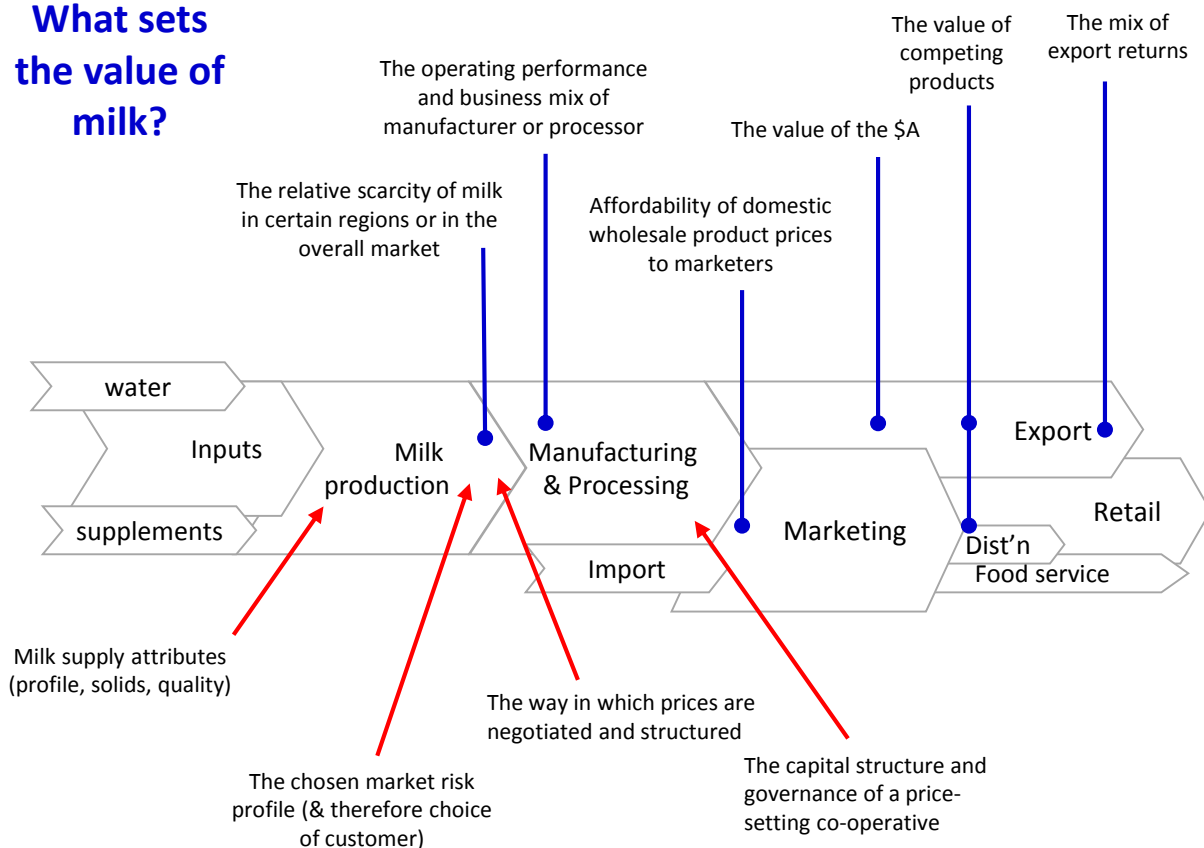 What sets
the value of
milk?
The operating performance
and business mix of
manufacturer or processor
The value of
competing
products
The mix of
export returns
The value of the $A
The relative scarcity of milk
in certain regions or in the
overall market
Affordability of domestic
wholesale product prices
to marketers
water
Inputs
supplements
Milk
production
Manufacturing
& Processing
Import
Marketing
Export
Retail
Dist’n
Food service
Milk supply attributes
(profile, solids, quality)
The chosen market risk
profile (& therefore choice
of customer)
The way in which prices are
negotiated and structured
The capital structure and
governance of a price-
setting co-operative